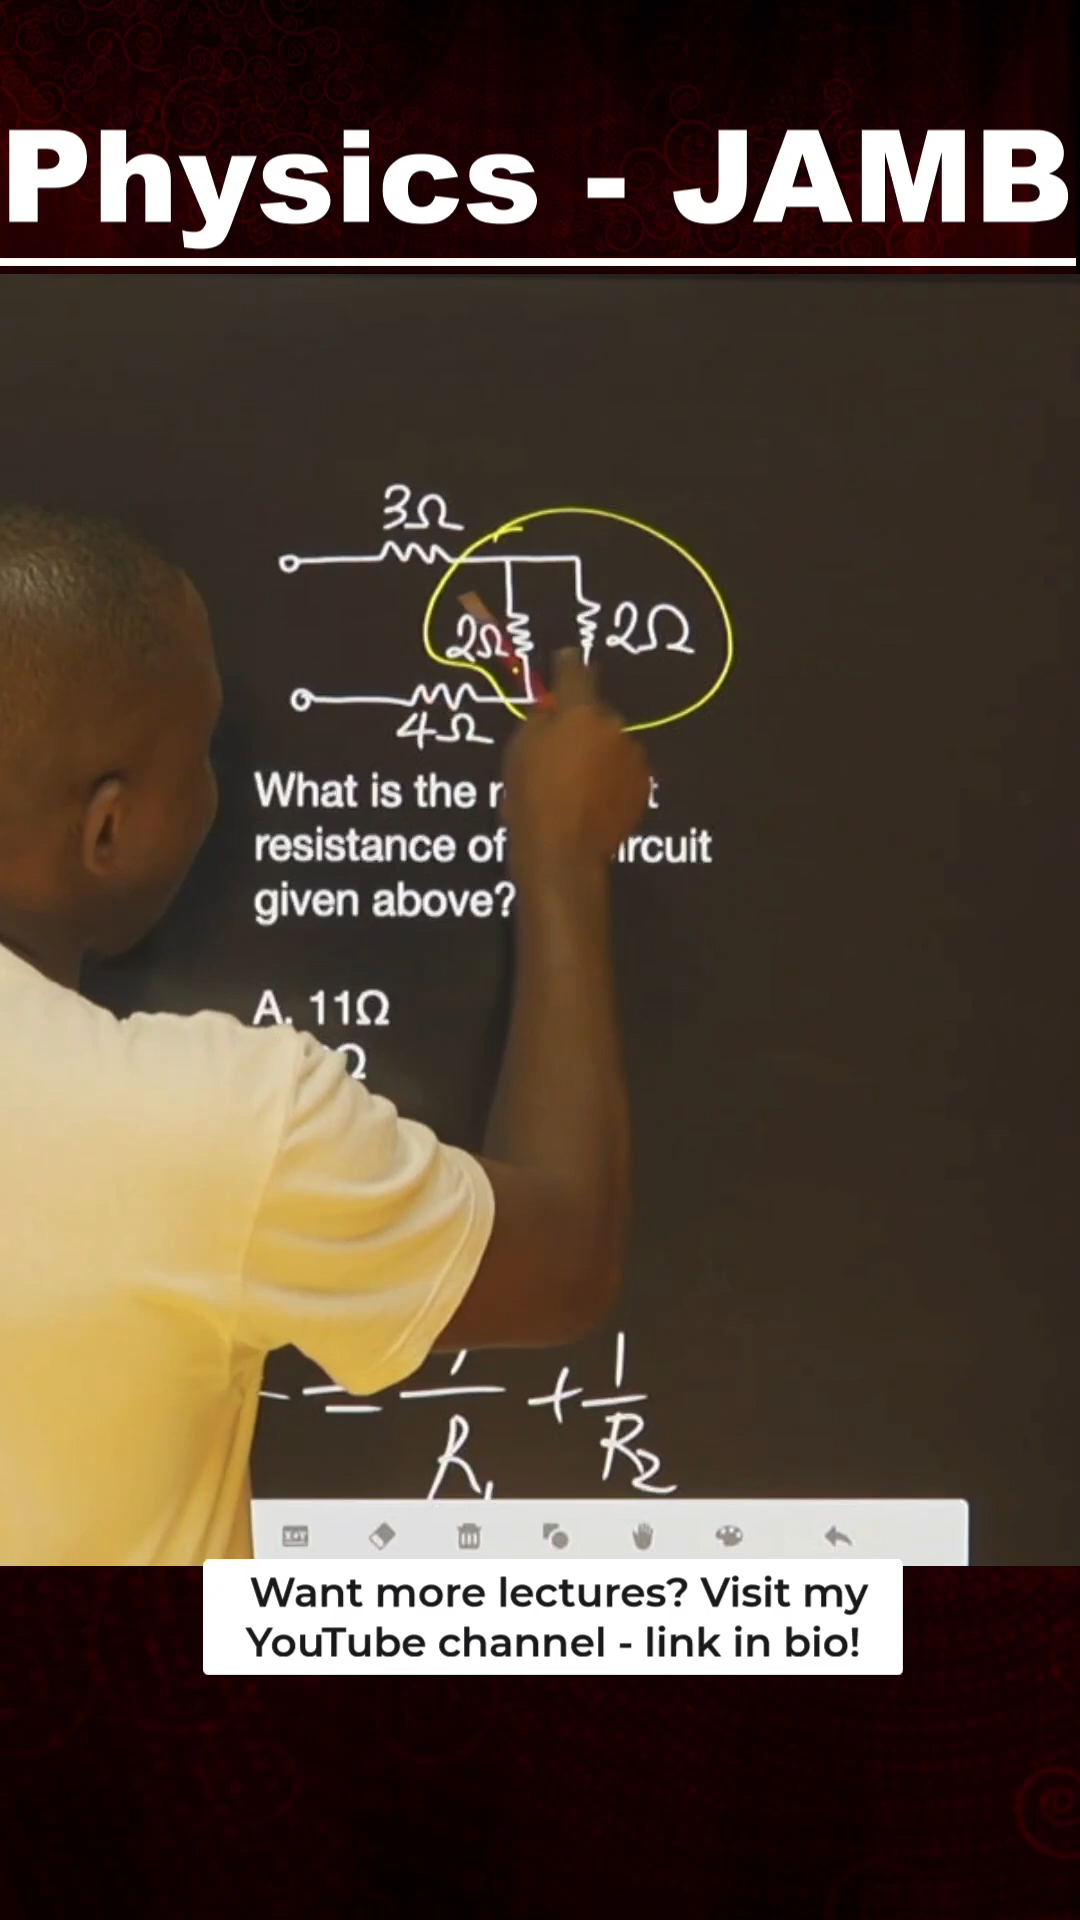 Physics - JAMB
3Ω
2Ω 2Ω
4Ω
What is the
resistance of
given above?
A. 11Ω
Ω
= 1/R1 + 1/R2
Want more lectures? Visit my
YouTube channel - link in bio!